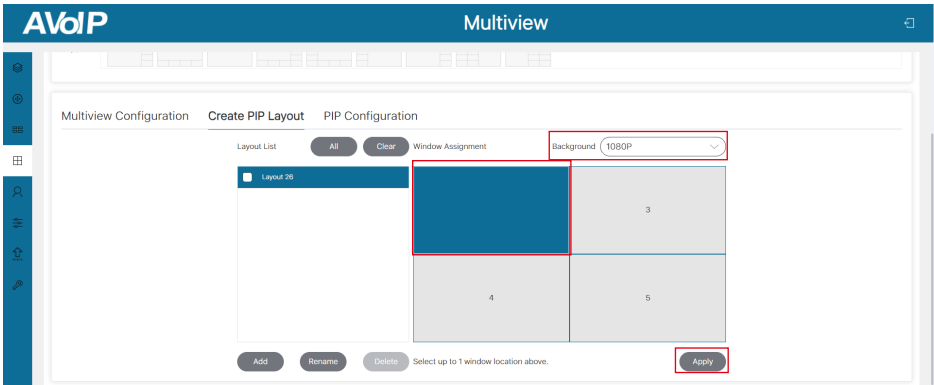 AVoIP
Multiview
Multiview Configuration Create PIP Layout PIP Configuration
Layout List All Clear Window Assignment Background 1080P
Layout 26
3
4 5
Add Rename Delete Select up to 1 window location above. Apply